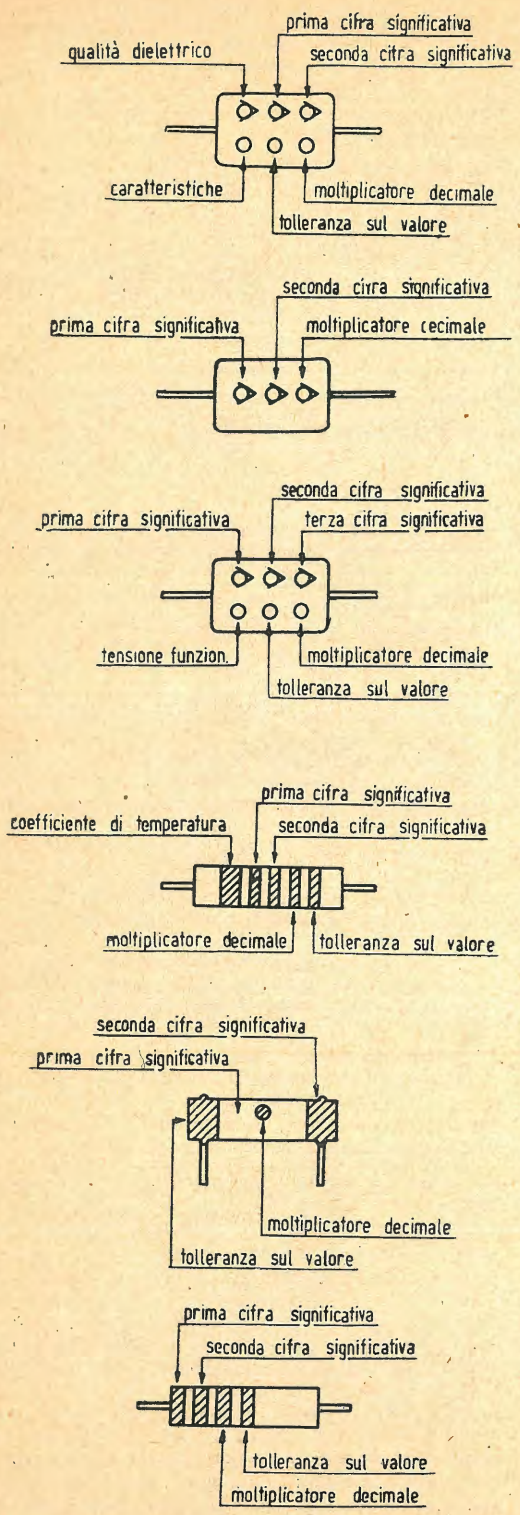 prima cifra significativa
qualità dielettrico
seconda citra significativa
caratteristiche
moltiplicatore decimale
tolleranza sul valore
seconda civra significativa
prima cifra significativa
moltiplicatore cecimale
seconda cifra significativa
prima cifra significativa
terza cifra significativa
tensione funzion.
moltiplicatore decimale
tolleranza sul valore
prima cifra significativa
coefficiente di temperatura
seconda cifra significativa
moltiplicatore decimale
tolleranza sul valore
seconda cifra significativa
prima cifra significativa
moltiplicatore decimale
tolleranza sul valore
prima cifra significativa
seconda cifra significativa
tolleranza sul valore
moltiplicatore decimale